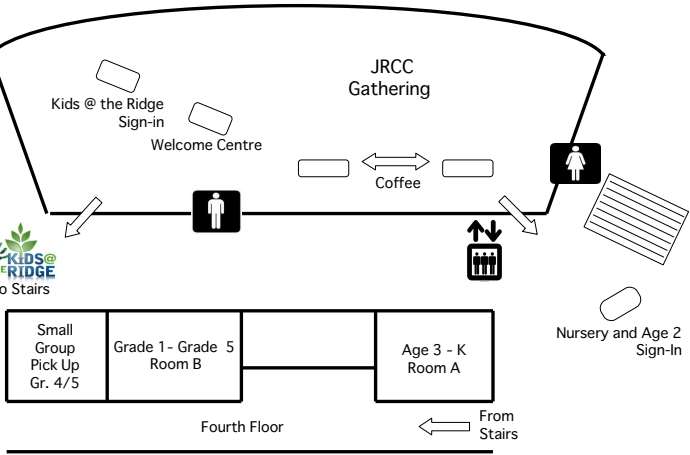 JRCC
Gathering
Kids @ the Ridge
Sign-in
Welcome Centre
Coffee
KIDS@
RIDGE
Stairs
Nursery and Age 2
Sign-In
Small
Group
Pick Up
Gr. 4/5
Grade 1- Grade 5
Room B
Age 3 - K
Room A
Fourth Floor
From
Stairs